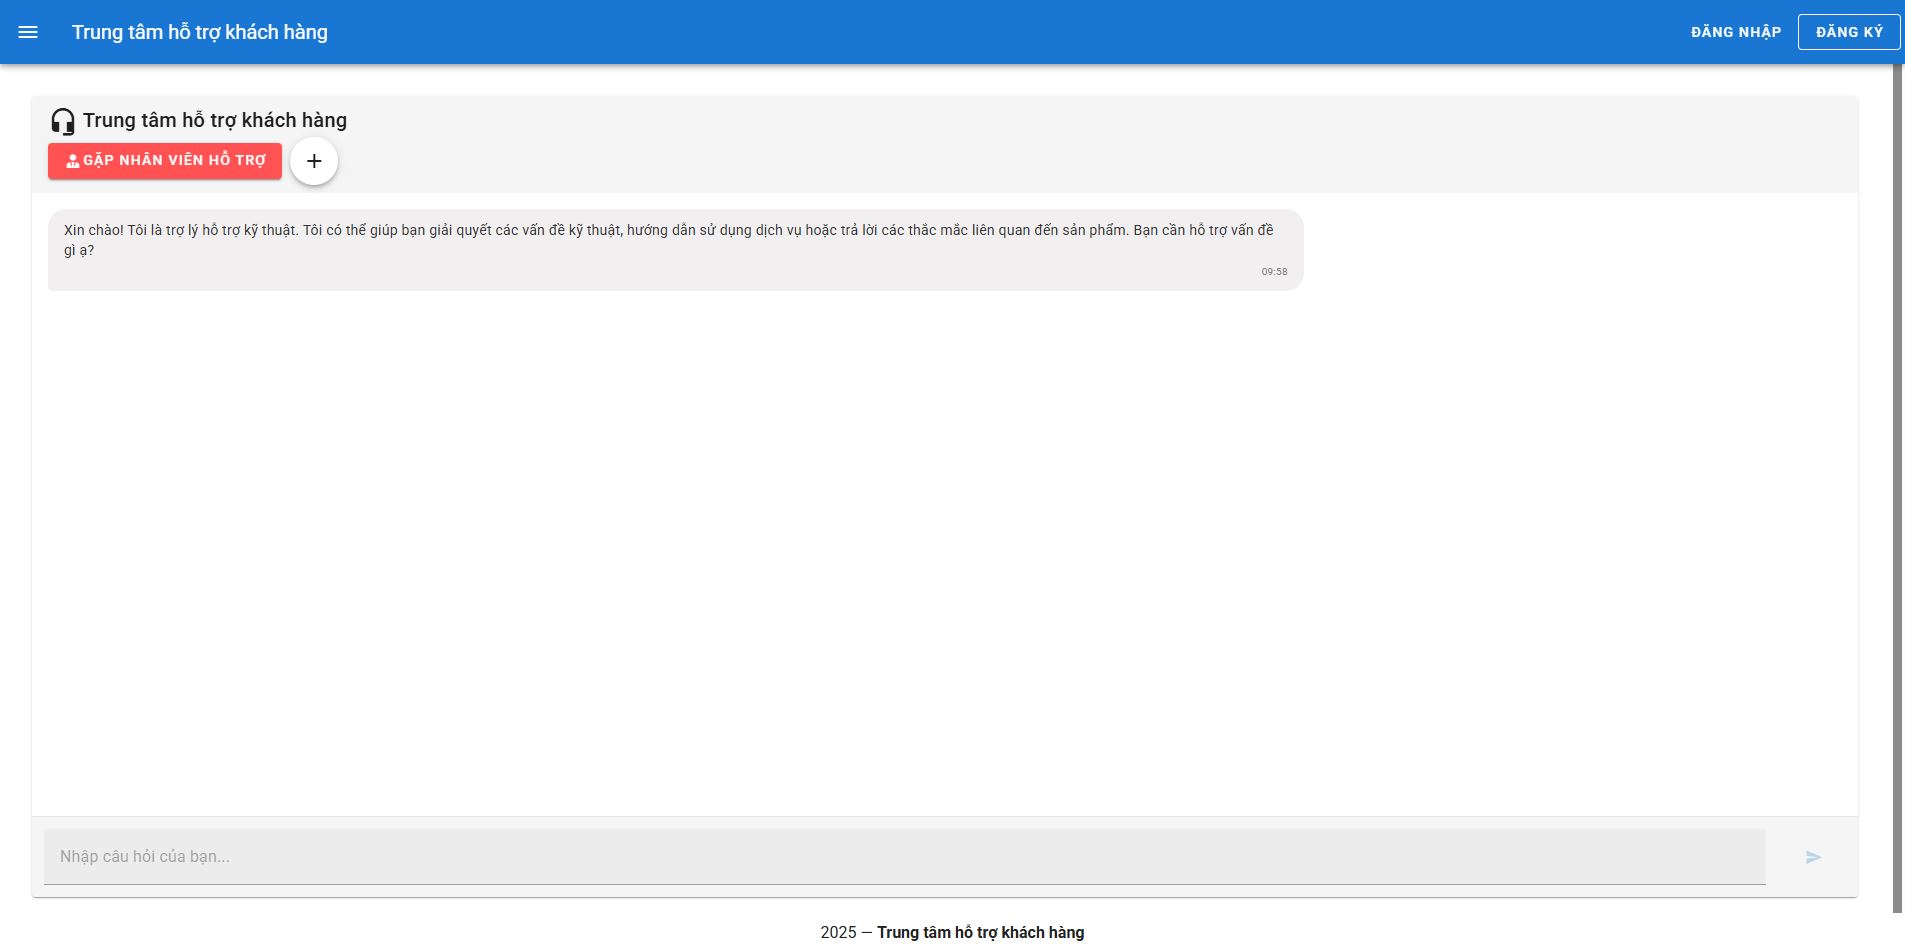 Trung tâm hỗ trợ khách hàng
ĐĂNG NHẬP
ĐĂNG KÝ
Trung tâm hỗ trợ khách hàng
GẶP NHÂN VIÊN HỖ TRỢ
Xin chào! Tôi là trợ lý hỗ trợ kỹ thuật. Tôi có thể giúp bạn giải quyết các vấn đề kỹ thuật, hướng dẫn sử dụng dịch vụ hoặc trả lời các thắc mắc liên quan đến sản phẩm. Bạn cần hỗ trợ vấn đề
gì ạ?
09:58
Nhập câu hỏi của bạn...
2025 — Trung tâm hỗ trợ khách hàng